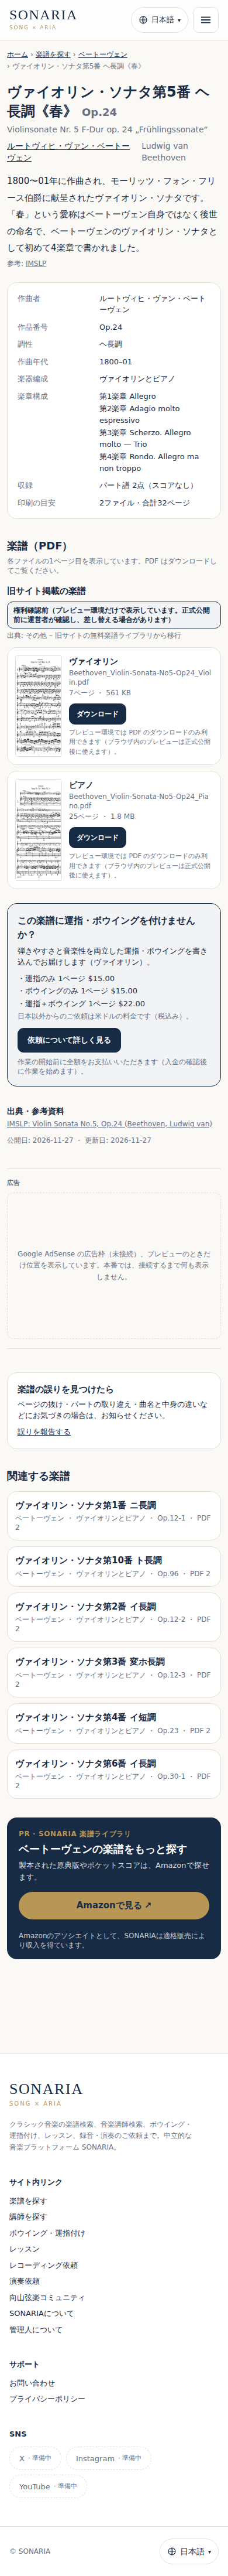 SONARIA
SONG × ARIA
日本語 ▾
ホーム › 楽譜を探す › ベートーヴェン
› ヴァイオリン・ソナタ第5番 ヘ長調《春》
ヴァイオリン・ソナタ第5番 ヘ
長調《春》 Op.24
Violinsonate Nr. 5 F-Dur op. 24 „Frühlingssonate“
ルートヴィヒ・ヴァン・ベートー
ヴェン
Ludwig van
Beethoven
1800〜01年に作曲され、モーリッツ・フォン・フリ
ース伯爵に献呈されたヴァイオリン・ソナタです。
「春」という愛称はベートーヴェン自身ではなく後世
の命名で、ベートーヴェンのヴァイオリン・ソナタと
して初めて4楽章で書かれました。
参考: IMSLP
作曲者 ルートヴィヒ・ヴァン・ベート
ーヴェン
作品番号 Op.24
調性 ヘ長調
作曲年代 1800–01
楽器編成 ヴァイオリンとピアノ
楽章構成 第1楽章 Allegro
第2楽章 Adagio molto
espressivo
第3楽章 Scherzo. Allegro
molto — Trio
第4楽章 Rondo. Allegro ma
non troppo
収録 パート譜 2点（スコアなし）
印刷の目安 2ファイル・合計32ページ
楽譜（PDF）
各ファイルの1ページ目を表示しています。PDF はダウンロードし
てご覧ください。
旧サイト掲載の楽譜
権利確認前（プレビュー環境だけで表示しています。正式公開
前に運営者が確認し、差し替える場合があります）
出典: その他 – 旧サイトの無料楽譜ライブラリから移行
ヴァイオリン
Beethoven_Violin-Sonata-No5-Op24_Viol
in.pdf
7ページ ・ 561 KB
ダウンロード
プレビュー環境では PDF のダウンロードのみ利
用できます（ブラウザ内のプレビューは正式公開
後に使えます）。
ピアノ
Beethoven_Violin-Sonata-No5-Op24_Pia
no.pdf
25ページ ・ 1.8 MB
ダウンロード
プレビュー環境では PDF のダウンロードのみ利
用できます（ブラウザ内のプレビューは正式公開
後に使えます）。
この楽譜に運指・ボウイングを付けません
か？
弾きやすさと音楽性を両立した運指・ボウイングを書き
込んでお届けします（ヴァイオリン）。
・運指のみ 1ページ $15.00
・ボウイングのみ 1ページ $15.00
・運指＋ボウイング 1ページ $22.00
日本以外からのご依頼は米ドルの料金です（税込み）。
依頼について詳しく見る
作業の開始前に全額をお支払いいただきます（入金の確認後
に作業を始めます）。
出典・参考資料
IMSLP: Violin Sonata No.5, Op.24 (Beethoven, Ludwig van)
公開日: 2026-11-27 ・ 更新日: 2026-11-27
広告
Google AdSense の広告枠（未接続）。プレビューのときだ
け位置を表示しています。本番では、接続するまで何も表示
しません。
楽譜の誤りを見つけたら
ページの抜け・パートの取り違え・曲名と中身の違いな
どにお気づきの場合は、お知らせください。
誤りを報告する
関連する楽譜
ヴァイオリン・ソナタ第1番 ニ長調
ベートーヴェン ・ ヴァイオリンとピアノ ・ Op.12-1 ・ PDF
2
ヴァイオリン・ソナタ第10番 ト長調
ベートーヴェン ・ ヴァイオリンとピアノ ・ Op.96 ・ PDF 2
ヴァイオリン・ソナタ第2番 イ長調
ベートーヴェン ・ ヴァイオリンとピアノ ・ Op.12-2 ・ PDF
2
ヴァイオリン・ソナタ第3番 変ホ長調
ベートーヴェン ・ ヴァイオリンとピアノ ・ Op.12-3 ・ PDF
2
ヴァイオリン・ソナタ第4番 イ短調
ベートーヴェン ・ ヴァイオリンとピアノ ・ Op.23 ・ PDF 2
ヴァイオリン・ソナタ第6番 イ長調
ベートーヴェン ・ ヴァイオリンとピアノ ・ Op.30-1 ・ PDF
2
PR · SONARIA 楽譜ライブラリ
ベートーヴェンの楽譜をもっと探す
製本された原典版やポケットスコアは、Amazonで探せ
ます。
Amazonで見る ↗
Amazonのアソシエイトとして、SONARIAは適格販売によ
り収入を得ています。
SONARIA
SONG × ARIA
クラシック音楽の楽譜検索、音楽講師検索、ボウイング・
運指付け、レッスン、録音・演奏のご依頼まで。中立的な
音楽プラットフォーム SONARIA。
サイト内リンク
楽譜を探す
講師を探す
ボウイング・運指付け
レッスン
レコーディング依頼
演奏依頼
向山弦楽コミュニティ
SONARIAについて
管理人について
サポート
お問い合わせ
プライバシーポリシー
SNS
X · 準備中
Instagram · 準備中
YouTube · 準備中
© SONARIA
日本語 ▾